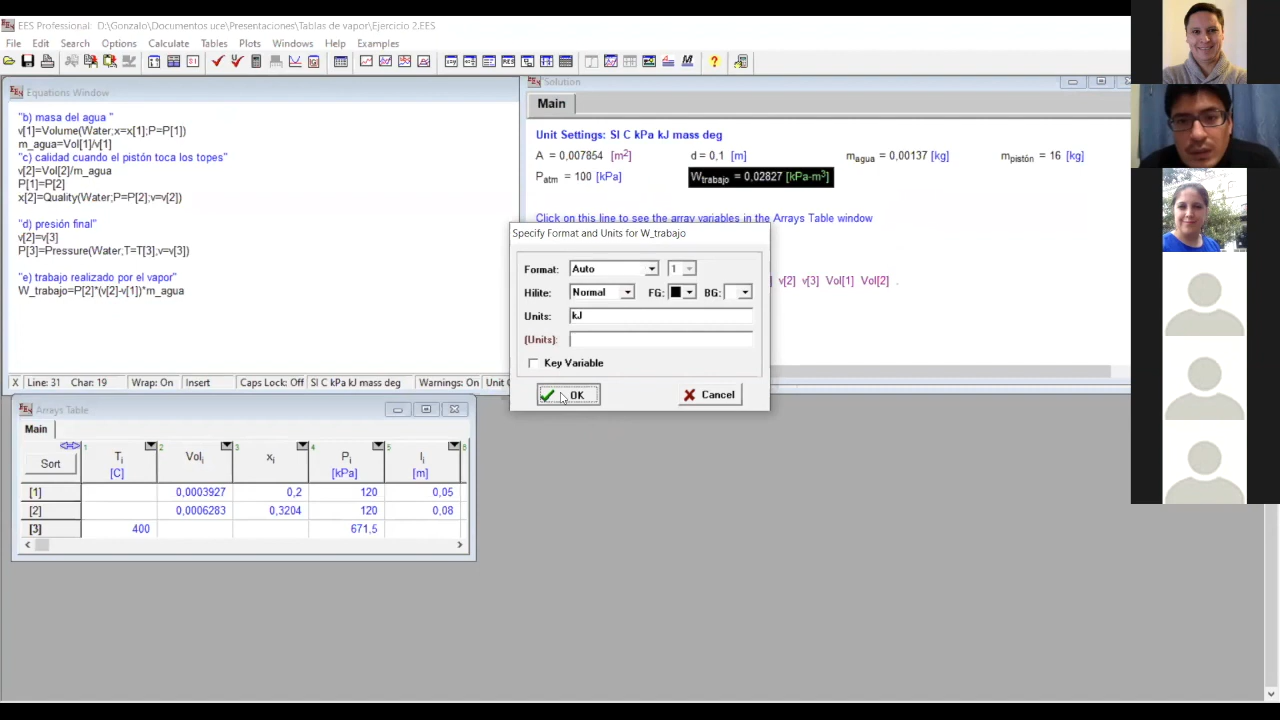 EES Professional: D:\Gonzalo\Documentos uce\Presentaciones\Tablas de vapor\Ejercicio 2.EES
File Edit Search Options Calculate Tables Plots Windows Help Examples
Equations Window
"b) masa del agua "
v[1]=Volume(Water;x=x[1];P=P[1])
m_agua=Vol[1]/v[1]
"c) calidad cuando el pistón toca los topes"
v[2]=Vol[2]/m_agua
P[1]=P[2]
x[2]=Quality(Water;P=P[2];v=v[2])
"d) presión final"
v[2]=v[3]
P[3]=Pressure(Water;T=T[3];v=v[3])
"e) trabajo realizado por el vapor"
W_trabajo=P[2]*(v[2]-v[1])*m_agua
X Line: 31 Char: 19 Wrap: On Insert Caps Lock: Off SI C kPa kJ mass deg Warnings: On Unit
Solution
Main
Unit Settings: SI C kPa kJ mass deg
A = 0,007854 [m2] d = 0,1 [m] magua = 0,00137 [kg] mpistón = 16 [kg]
Patm = 100 [kPa] Wtrabajo = 0,02827 [kPa-m3]
Click on this line to see the array variables in the Arrays Table window
v[2] v[3] Vol[1] Vol[2] .
Specify Format and Units for W_trabajo
Format: Auto 1
Hilite: Normal FG: BG:
Units: kJ
(Units):
Key Variable
OK Cancel
Arrays Table
Main
Sort
1 Ti [C] 2 Voli 3 xi 4 Pi [kPa] 5 li [m] 6
[1] 0,0003927 0,2 120 0,05
[2] 0,0006283 0,3204 120 0,08
[3] 400 671,5